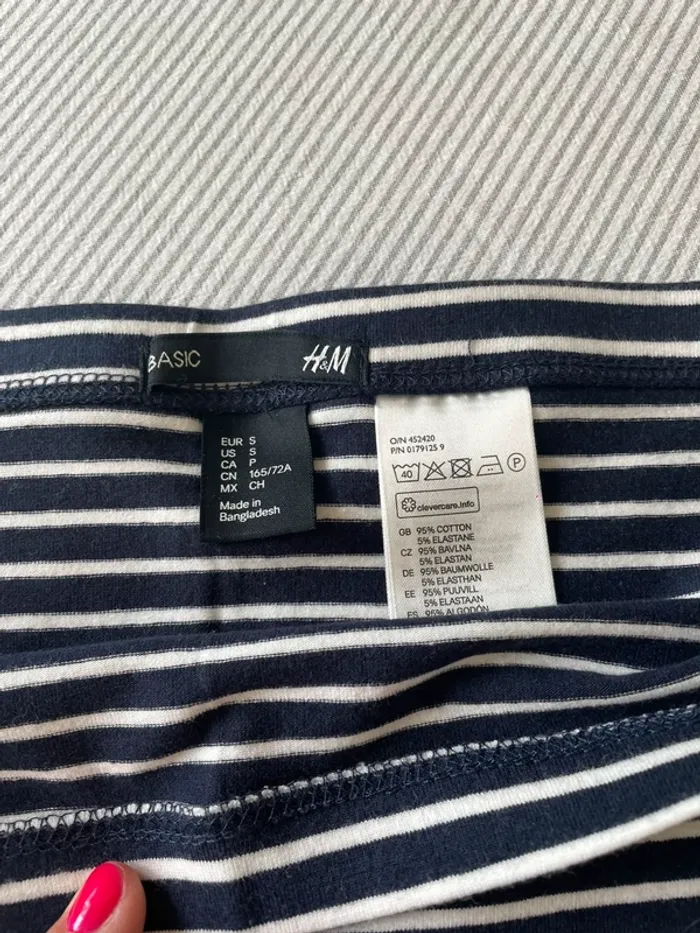 BASIC H&M
EUR S
US S
CA P
CN 165/72A
MX CH
Made in
Bangladesh
O/N 452420
P/N 0179125 9
40 P
clevercare.info
GB 95% COTTON
5% ELASTANE
CZ 95% BAVLNA
5% ELASTAN
DE 95% BAUMWOLLE
5% ELASTHAN
EE 95% PUUVILL
5% ELASTAAN
ES 95% ALGODÓN